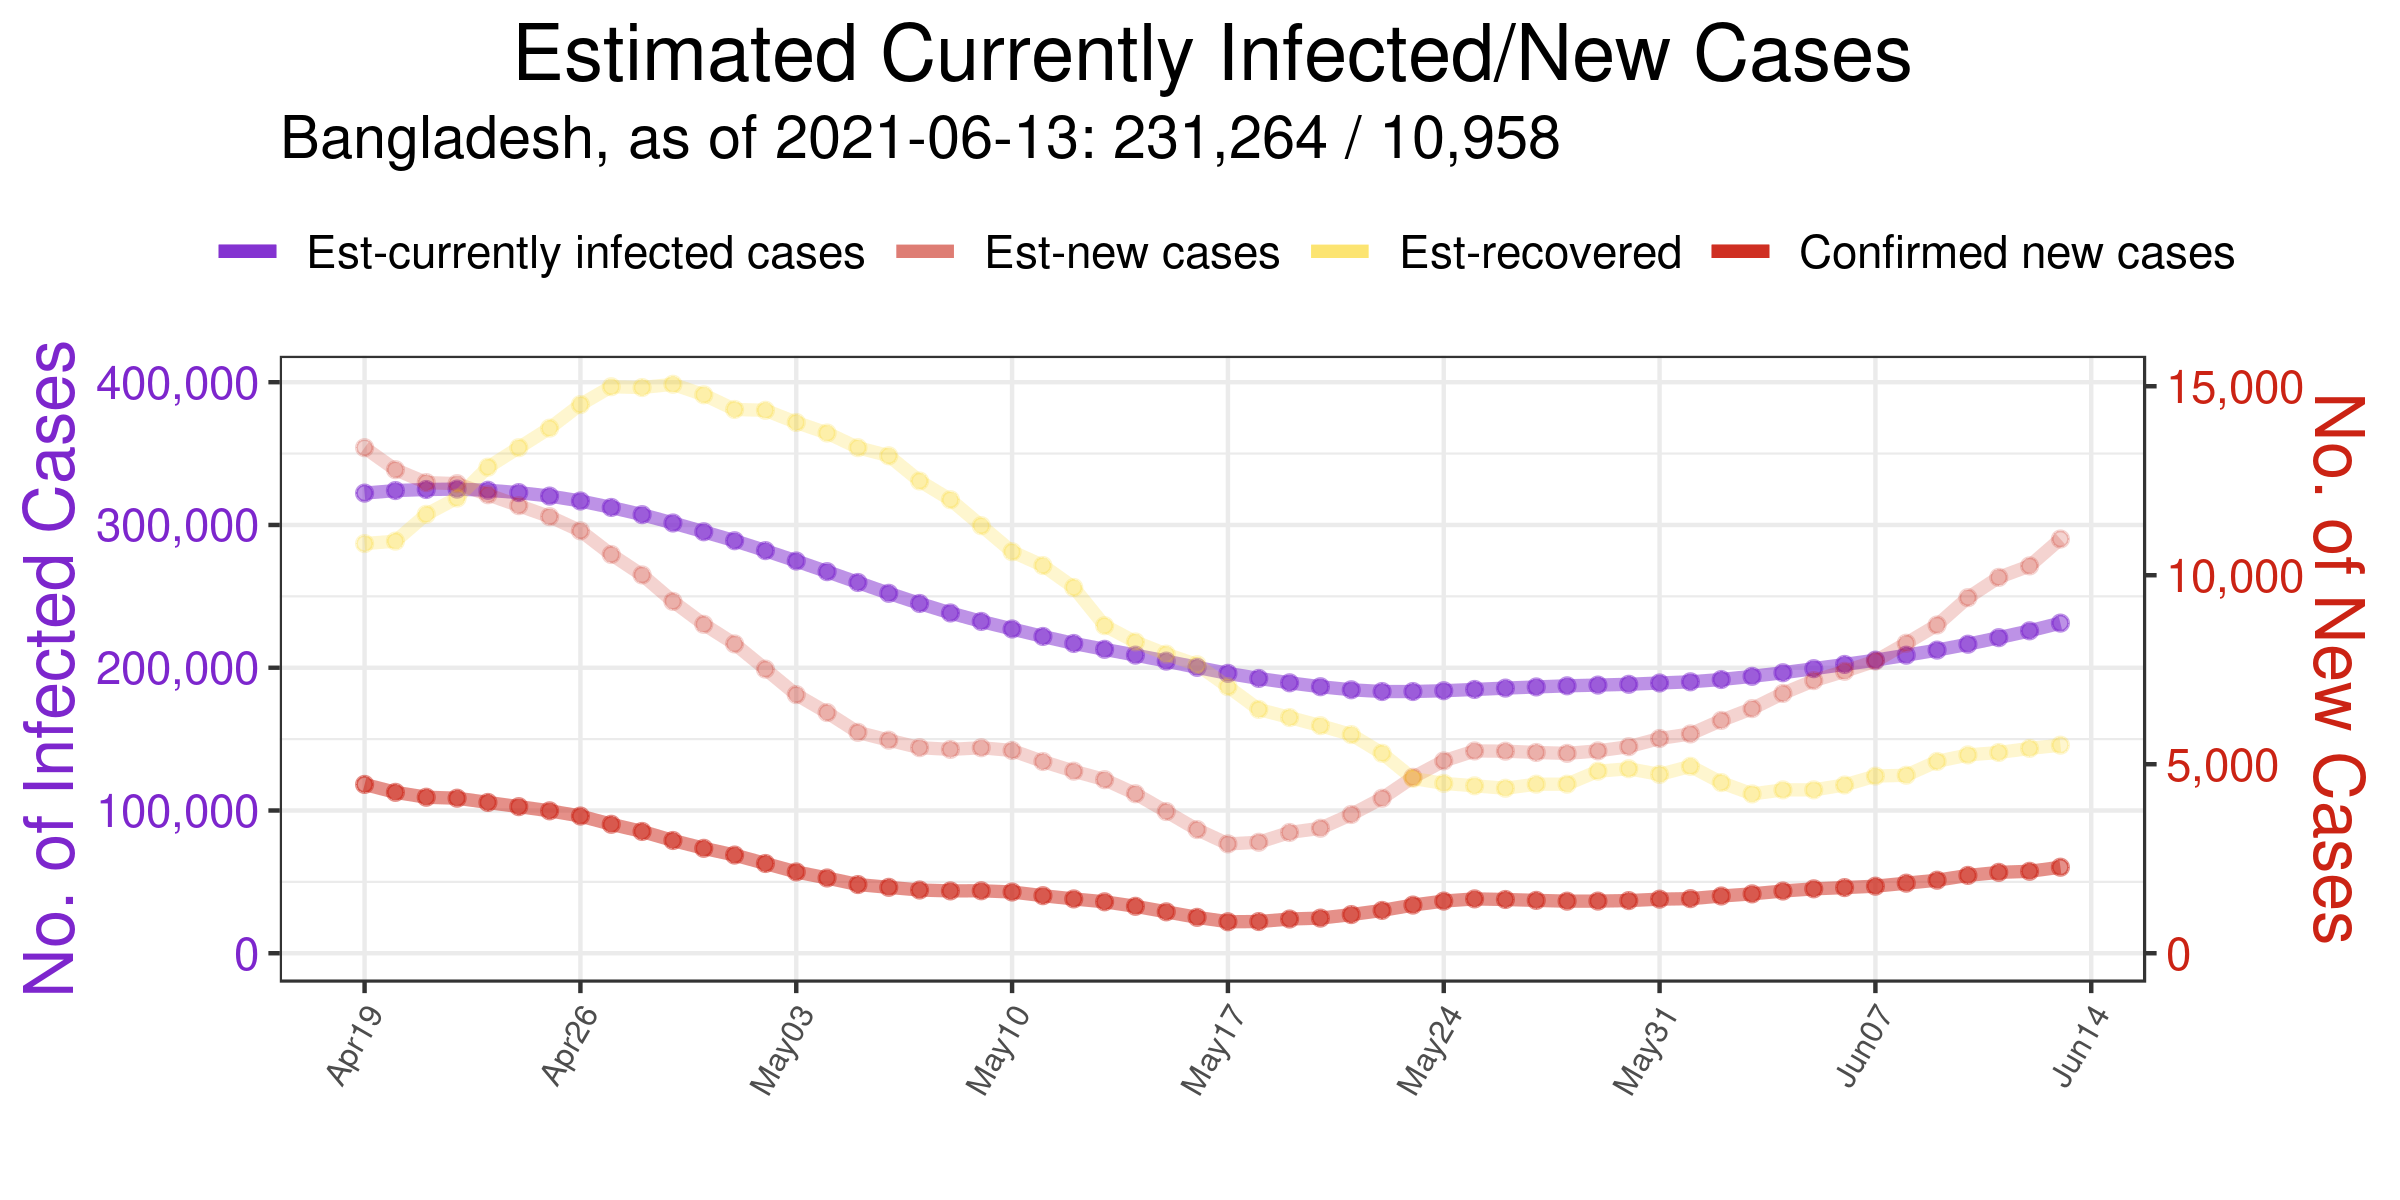 Estimated Currently Infected/New Cases
Bangladesh, as of 2021-06-13: 231,264 / 10,958
Est-currently infected cases Est-new cases Est-recovered Confirmed new cases
No. of Infected Cases
400,000
300,000
200,000
100,000
0
15,000
10,000
5,000
0
No. of New Cases
Apr19 Apr26 May03 May10 May17 May24 May31 Jun07 Jun14